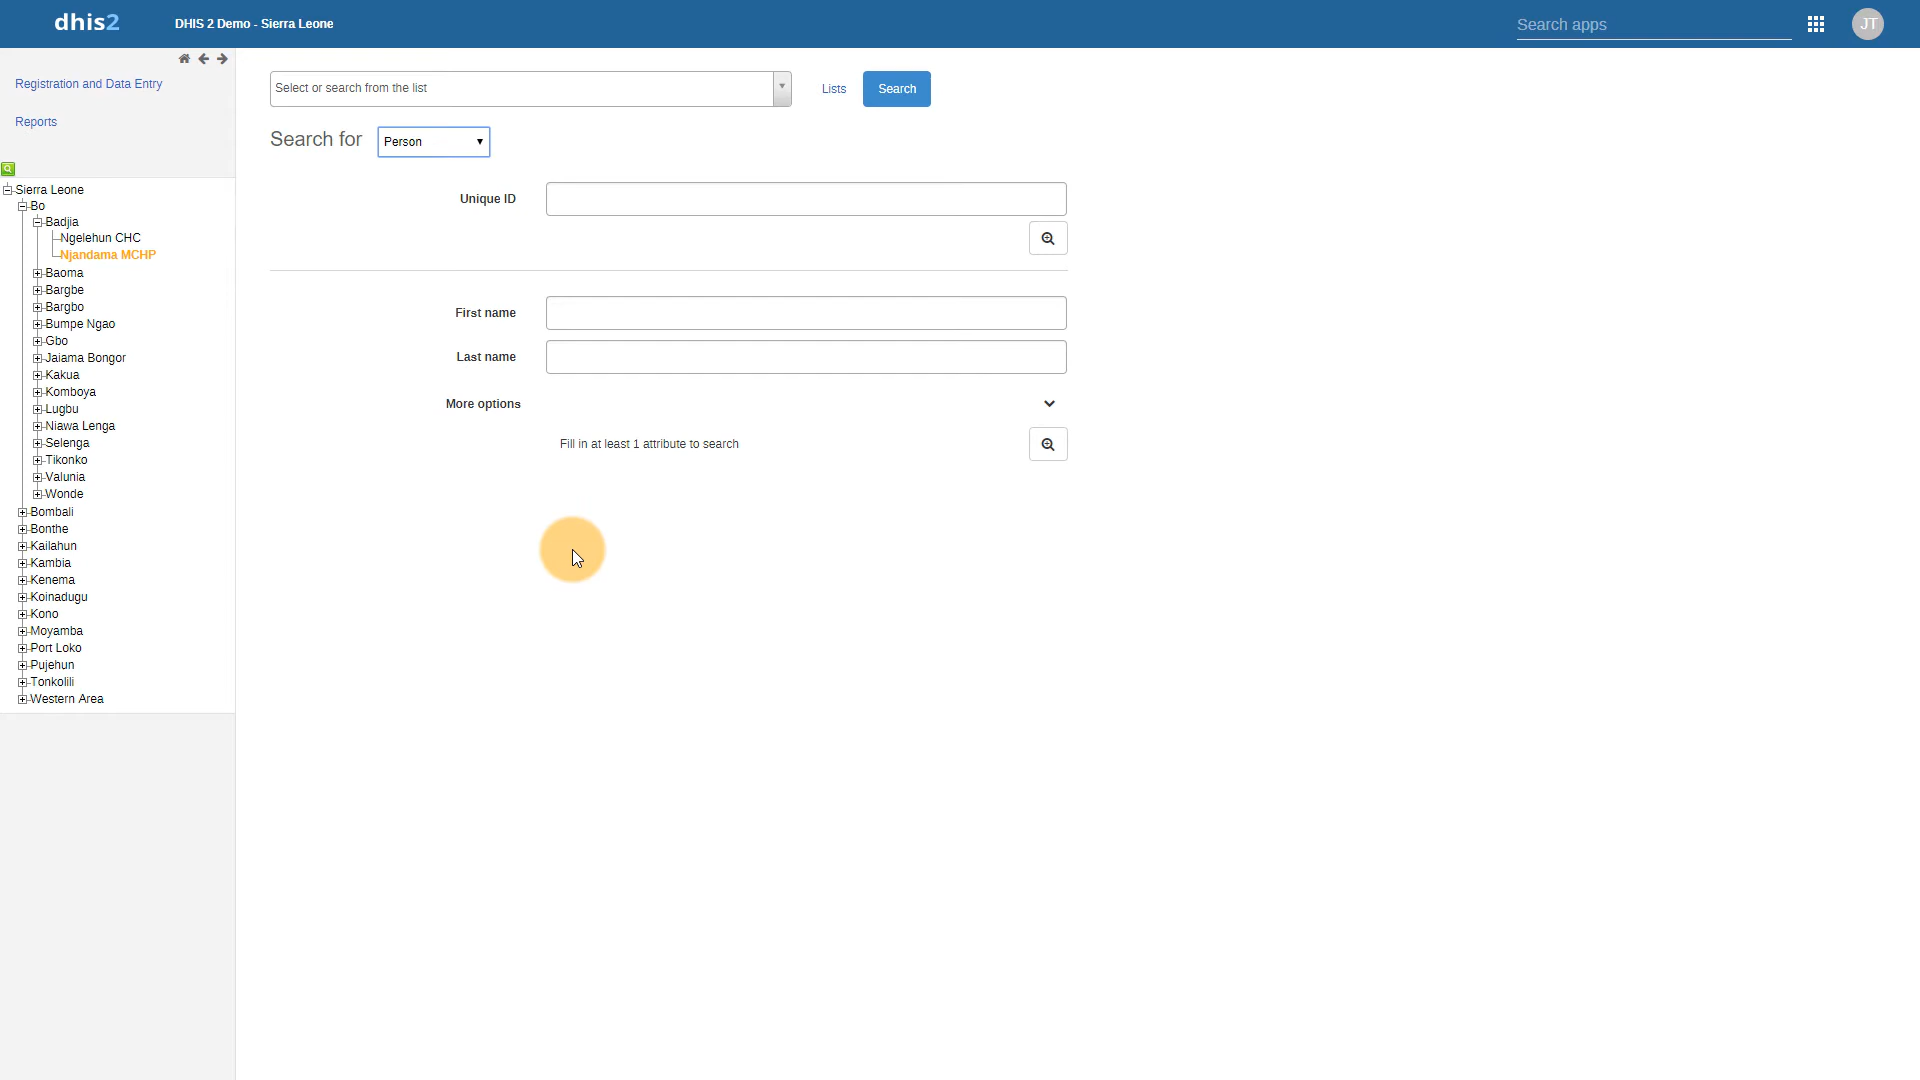 dhis2
DHIS 2 Demo - Sierra Leone
Search apps
JT
Registration and Data Entry
Reports
Sierra Leone
Bo
Badjia
Ngelehun CHC
Njandama MCHP
Baoma
Bargbe
Bargbo
Bumpe Ngao
Gbo
Jaiama Bongor
Kakua
Komboya
Lugbu
Niawa Lenga
Selenga
Tikonko
Valunia
Wonde
Bombali
Bonthe
Kailahun
Kambia
Kenema
Koinadugu
Kono
Moyamba
Port Loko
Pujehun
Tonkolili
Western Area
Select or search from the list
Lists
Search
Search for
Person
Unique ID
First name
Last name
More options
Fill in at least 1 attribute to search